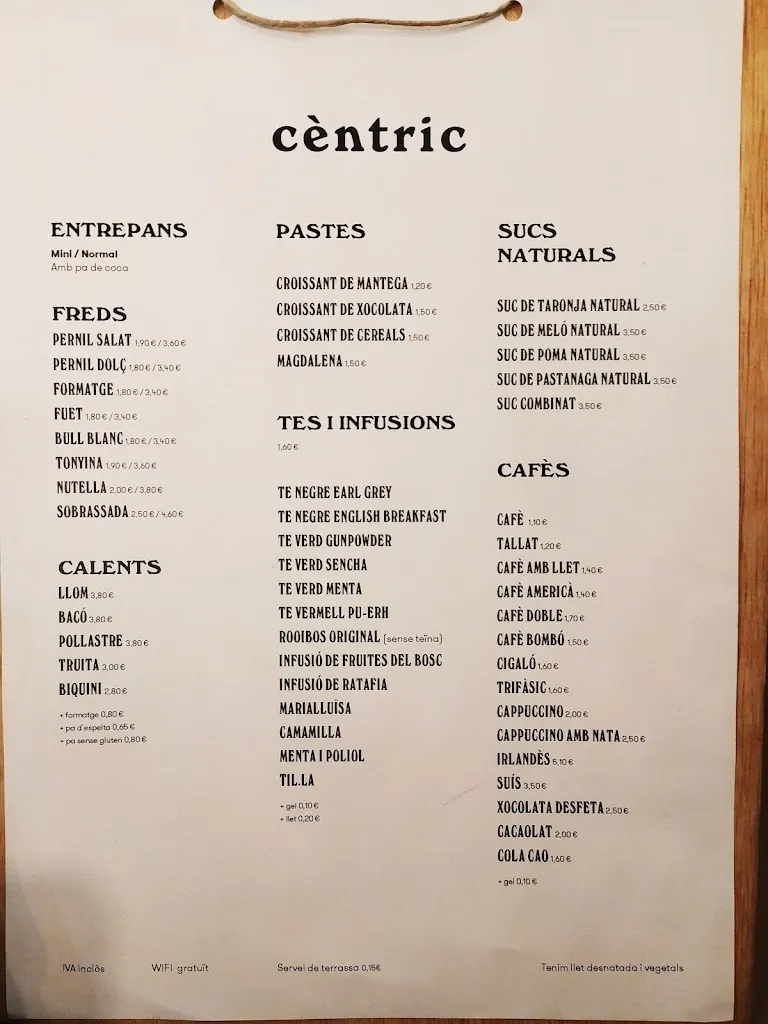 cèntric
ENTREPANS
Mini / Normal
Amb pa de coca
FREDS
PERNIL SALAT 1,90 € / 3,60 €
PERNIL DOLÇ 1,80 € / 3,40 €
FORMATGE 1,80 € / 3,40 €
FUET 1,80 € / 3,40 €
BULL BLANC 1,80 € / 3,40 €
TONYINA 1,90 € / 3,60 €
NUTELLA 2,00 € / 3,80 €
SOBRASSADA 2,50 € / 4,60 €
CALENTS
LLOM 3,80 €
BACÓ 3,80 €
POLLASTRE 3,80 €
TRUITA 3,00 €
BIQUINI 2,80 €
+ formatge 0,80 €
+ pa d'espelta 0,65 €
+ pa sense gluten 0,80 €
PASTES
CROISSANT DE MANTEGA 1,20 €
CROISSANT DE XOCOLATA 1,50 €
CROISSANT DE CEREALS 1,50 €
MAGDALENA 1,50 €
TES I INFUSIONS
1,60 €
TE NEGRE EARL GREY
TE NEGRE ENGLISH BREAKFAST
TE VERD GUNPOWDER
TE VERD SENCHA
TE VERD MENTA
TE VERMELL PU-ERH
ROOIBOS ORIGINAL (sense teïna)
INFUSIÓ DE FRUITES DEL BOSC
INFUSIÓ DE RATAFIA
MARIALLUÏSA
CAMAMILLA
MENTA I POLIOL
TIL.LA
+ gel 0,10 €
+ llet 0,20 €
SUCS
NATURALS
SUC DE TARONJA NATURAL 2,50 €
SUC DE MELÓ NATURAL 3,50 €
SUC DE POMA NATURAL 3,50 €
SUC DE PASTANAGA NATURAL 3,50 €
SUC COMBINAT 3,50 €
CAFÈS
CAFÈ 1,10 €
TALLAT 1,20 €
CAFÈ AMB LLET 1,40 €
CAFÈ AMERICÀ 1,40 €
CAFÈ DOBLE 1,70 €
CAFÈ BOMBÓ 1,50 €
CIGALÓ 1,60 €
TRIFÀSIC 1,60 €
CAPPUCCINO 2,00 €
CAPPUCCINO AMB NATA 2,50 €
IRLANDÈS 5,10 €
SUÍS 3,50 €
XOCOLATA DESFETA 2,50 €
CACAOLAT 2,00 €
COLA CAO 1,60 €
+ gel 0,10 €
IVA inclòs WIFI gratuït Servei de terrassa 0,15€ Tenim llet desnatada i vegetals